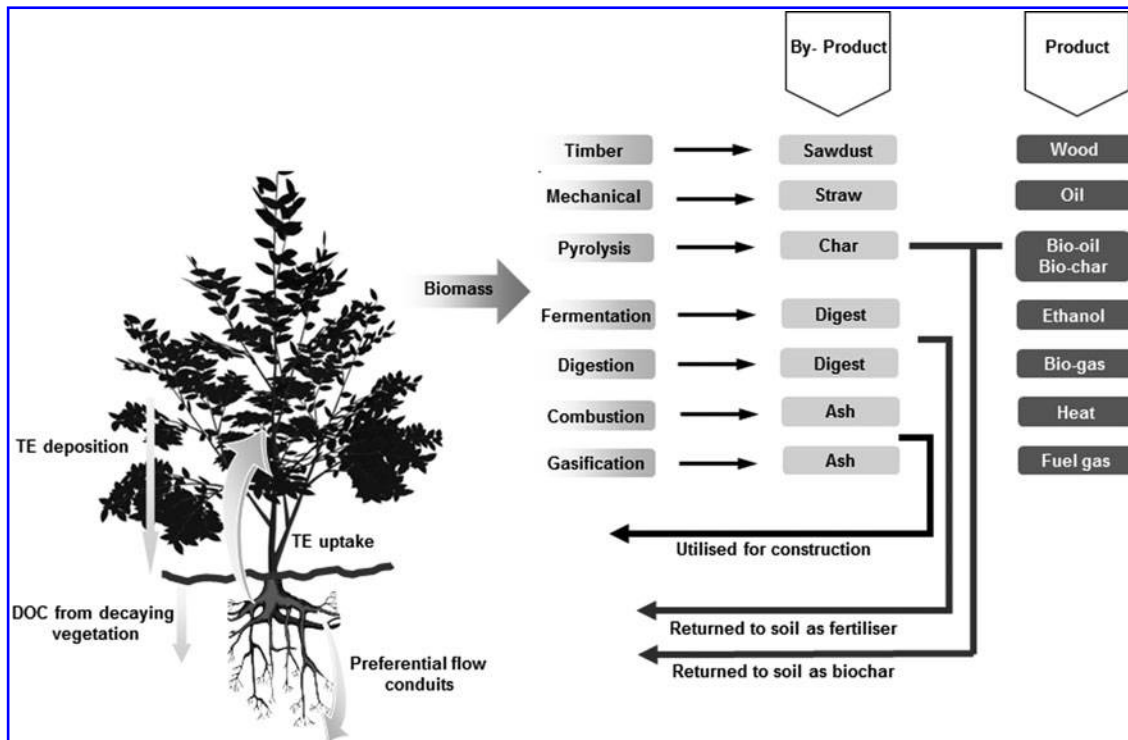 By- Product
Product
Timber
Sawdust
Wood
Mechanical
Straw
Oil
Pyrolysis
Char
Bio-oil
Bio-char
Biomass
Fermentation
Digest
Ethanol
Digestion
Digest
Bio-gas
Combustion
Ash
Heat
Gasification
Ash
Fuel gas
TE deposition
TE uptake
Utilised for construction
DOC from decaying
vegetation
Returned to soil as fertiliser
Preferential flow
conduits
Returned to soil as biochar